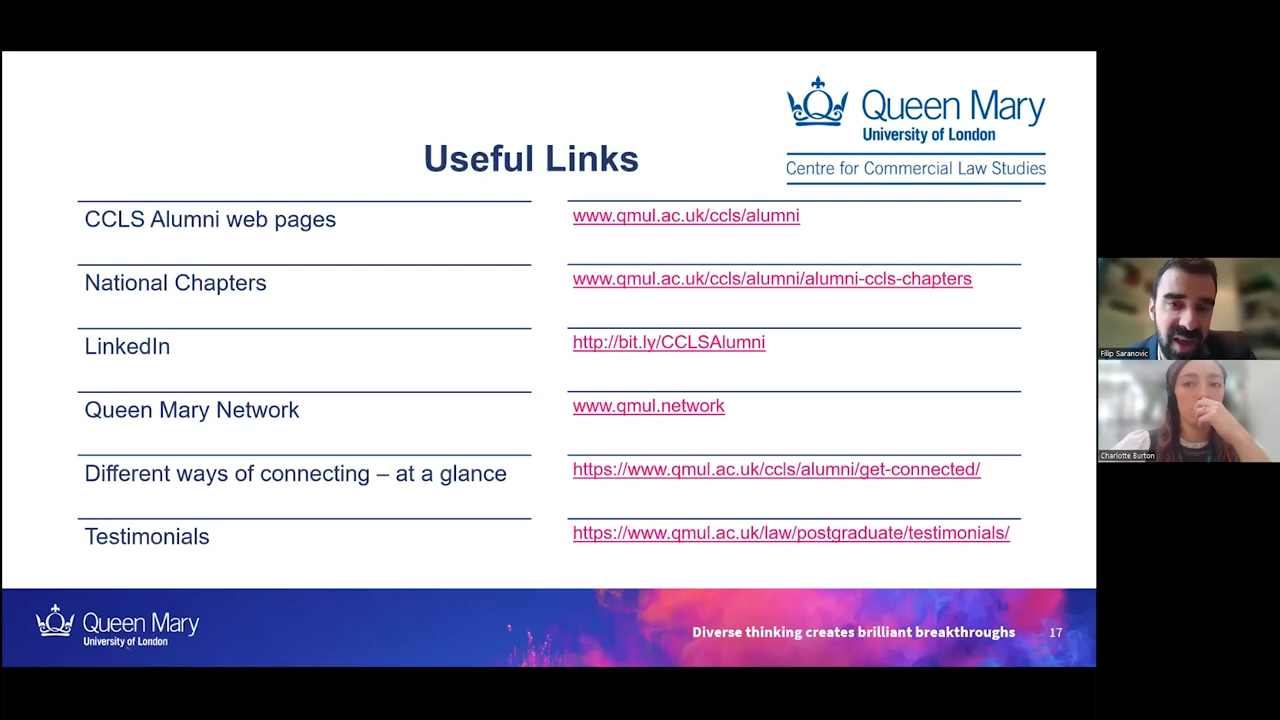 Queen Mary
University of London
Centre for Commercial Law Studies
Useful Links
CCLS Alumni web pages
www.qmul.ac.uk/ccls/alumni
National Chapters
www.qmul.ac.uk/ccls/alumni/alumni-ccls-chapters
LinkedIn
http://bit.ly/CCLSAlumni
Queen Mary Network
www.qmul.network
Different ways of connecting – at a glance
https://www.qmul.ac.uk/ccls/alumni/get-connected/
Testimonials
https://www.qmul.ac.uk/law/postgraduate/testimonials/
Queen Mary
University of London
Diverse thinking creates brilliant breakthroughs
17
Filip Saranovic
Charlotte Burton